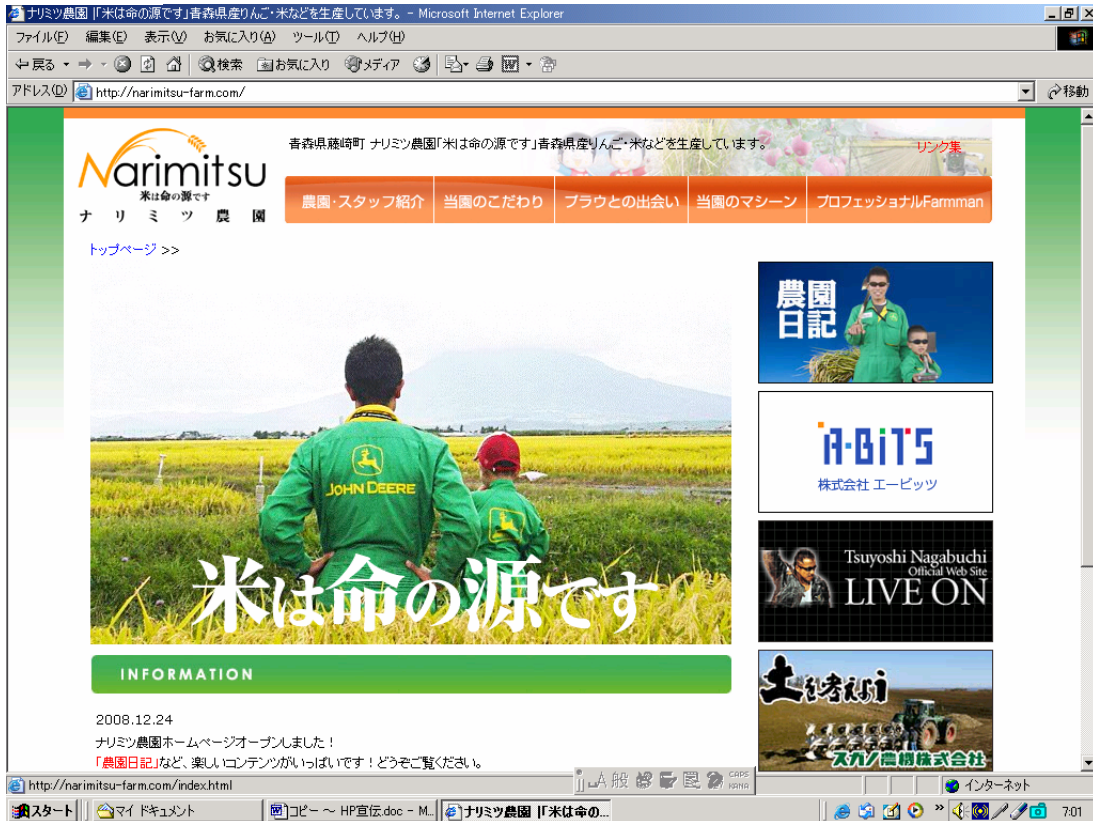 ナリミツ農園 |「米は命の源です」青森県産りんご・米などを生産しています。 - Microsoft Internet Explorer
ファイル(F) 編集(E) 表示(V) お気に入り(A) ツール(T) ヘルプ(H)
戻る 検索 お気に入り メディア
アドレス(D) http://narimitsu-farm.com/ 移動
Narimitsu
米は命の源です
ナリミツ農園
青森県藤崎町 ナリミツ農園「米は命の源です」青森県産りんご・米などを生産しています。
リンク集
農園・スタッフ紹介 当園のこだわり プラウとの出会い 当園のマシーン プロフェッショナルFarmman
トップページ >>
JOHN DEERE
米は命の源です
農園
日記
A-BiTS
株式会社 エービッツ
Tsuyoshi Nagabuchi
Official Web Site
LIVE ON
土を考える
スガノ農機株式会社
INFORMATION
2008.12.24
ナリミツ農園ホームページオープンしました！
「農園日記」など、楽しいコンテンツがいっぱいです！どうぞご覧ください。
http://narimitsu-farm.com/index.html
A 般
CAPS
KANA
インターネット
スタート マイ ドキュメント コピー ～ HP宣伝.doc - M... ナリミツ農園 |「米は命の... 7:01